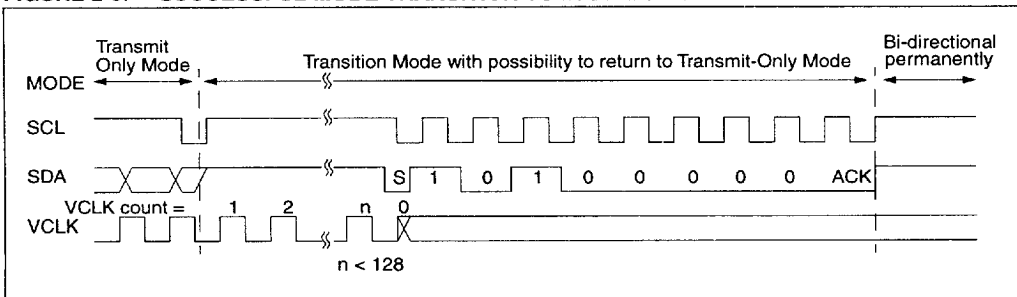 Transmit Only Mode
Transition Mode with possibility to return to Transmit-Only Mode
Bi-directional permanently
MODE
SCL
SDA S 1 0 1 0 0 0 0 0 ACK
VCLK count = 1 2 n 0
VCLK
n < 128